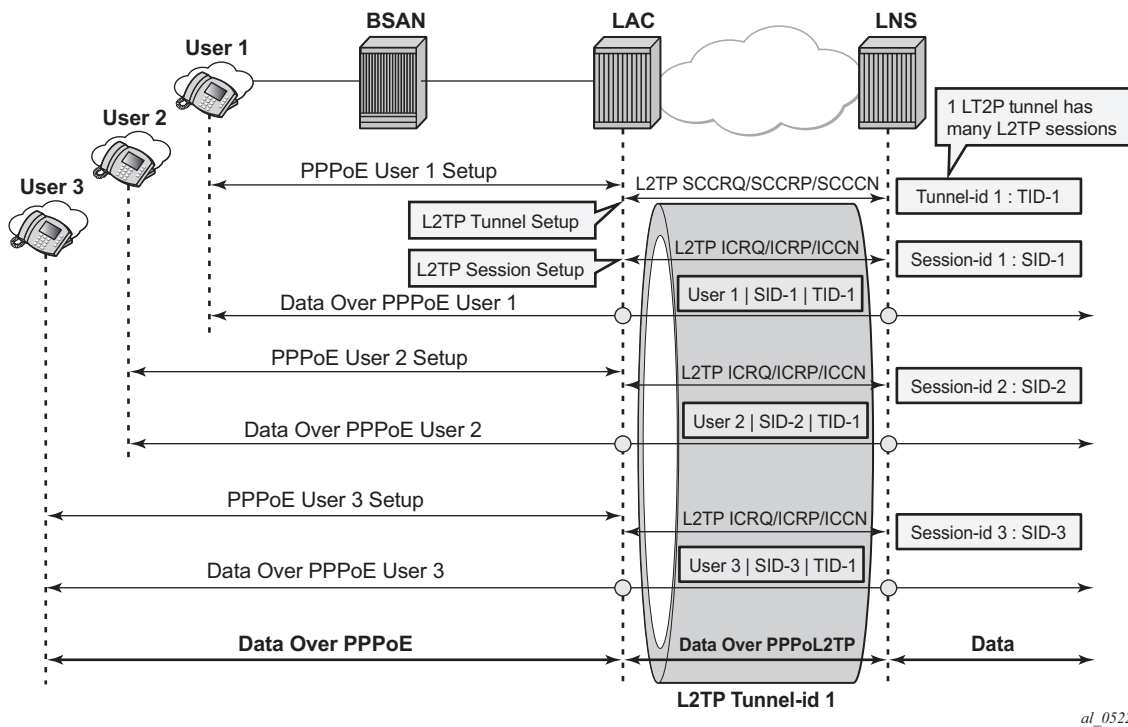 BSAN
LAC
LNS
User 1
User 2
User 3
1 LT2P tunnel has
many L2TP sessions
PPPoE User 1 Setup
L2TP SCCRQ/SCCRP/SCCCN
Tunnel-id 1 : TID-1
L2TP Tunnel Setup
L2TP ICRQ/ICRP/ICCN
Session-id 1 : SID-1
L2TP Session Setup
User 1 | SID-1 | TID-1
Data Over PPPoE User 1
PPPoE User 2 Setup
L2TP ICRQ/ICRP/ICCN
Session-id 2 : SID-2
User 2 | SID-2 | TID-1
Data Over PPPoE User 2
PPPoE User 3 Setup
L2TP ICRQ/ICRP/ICCN
Session-id 3 : SID-3
User 3 | SID-3 | TID-1
Data Over PPPoE User 3
Data Over PPPoE
Data Over PPPoL2TP
Data
L2TP Tunnel-id 1
al_0522